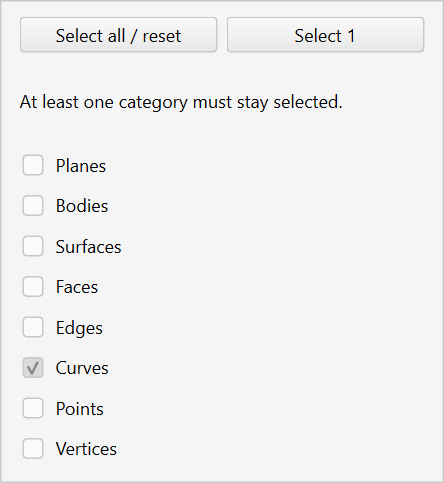 Select all / reset
Select 1
At least one category must stay selected.
Planes
Bodies
Surfaces
Faces
Edges
Curves
Points
Vertices